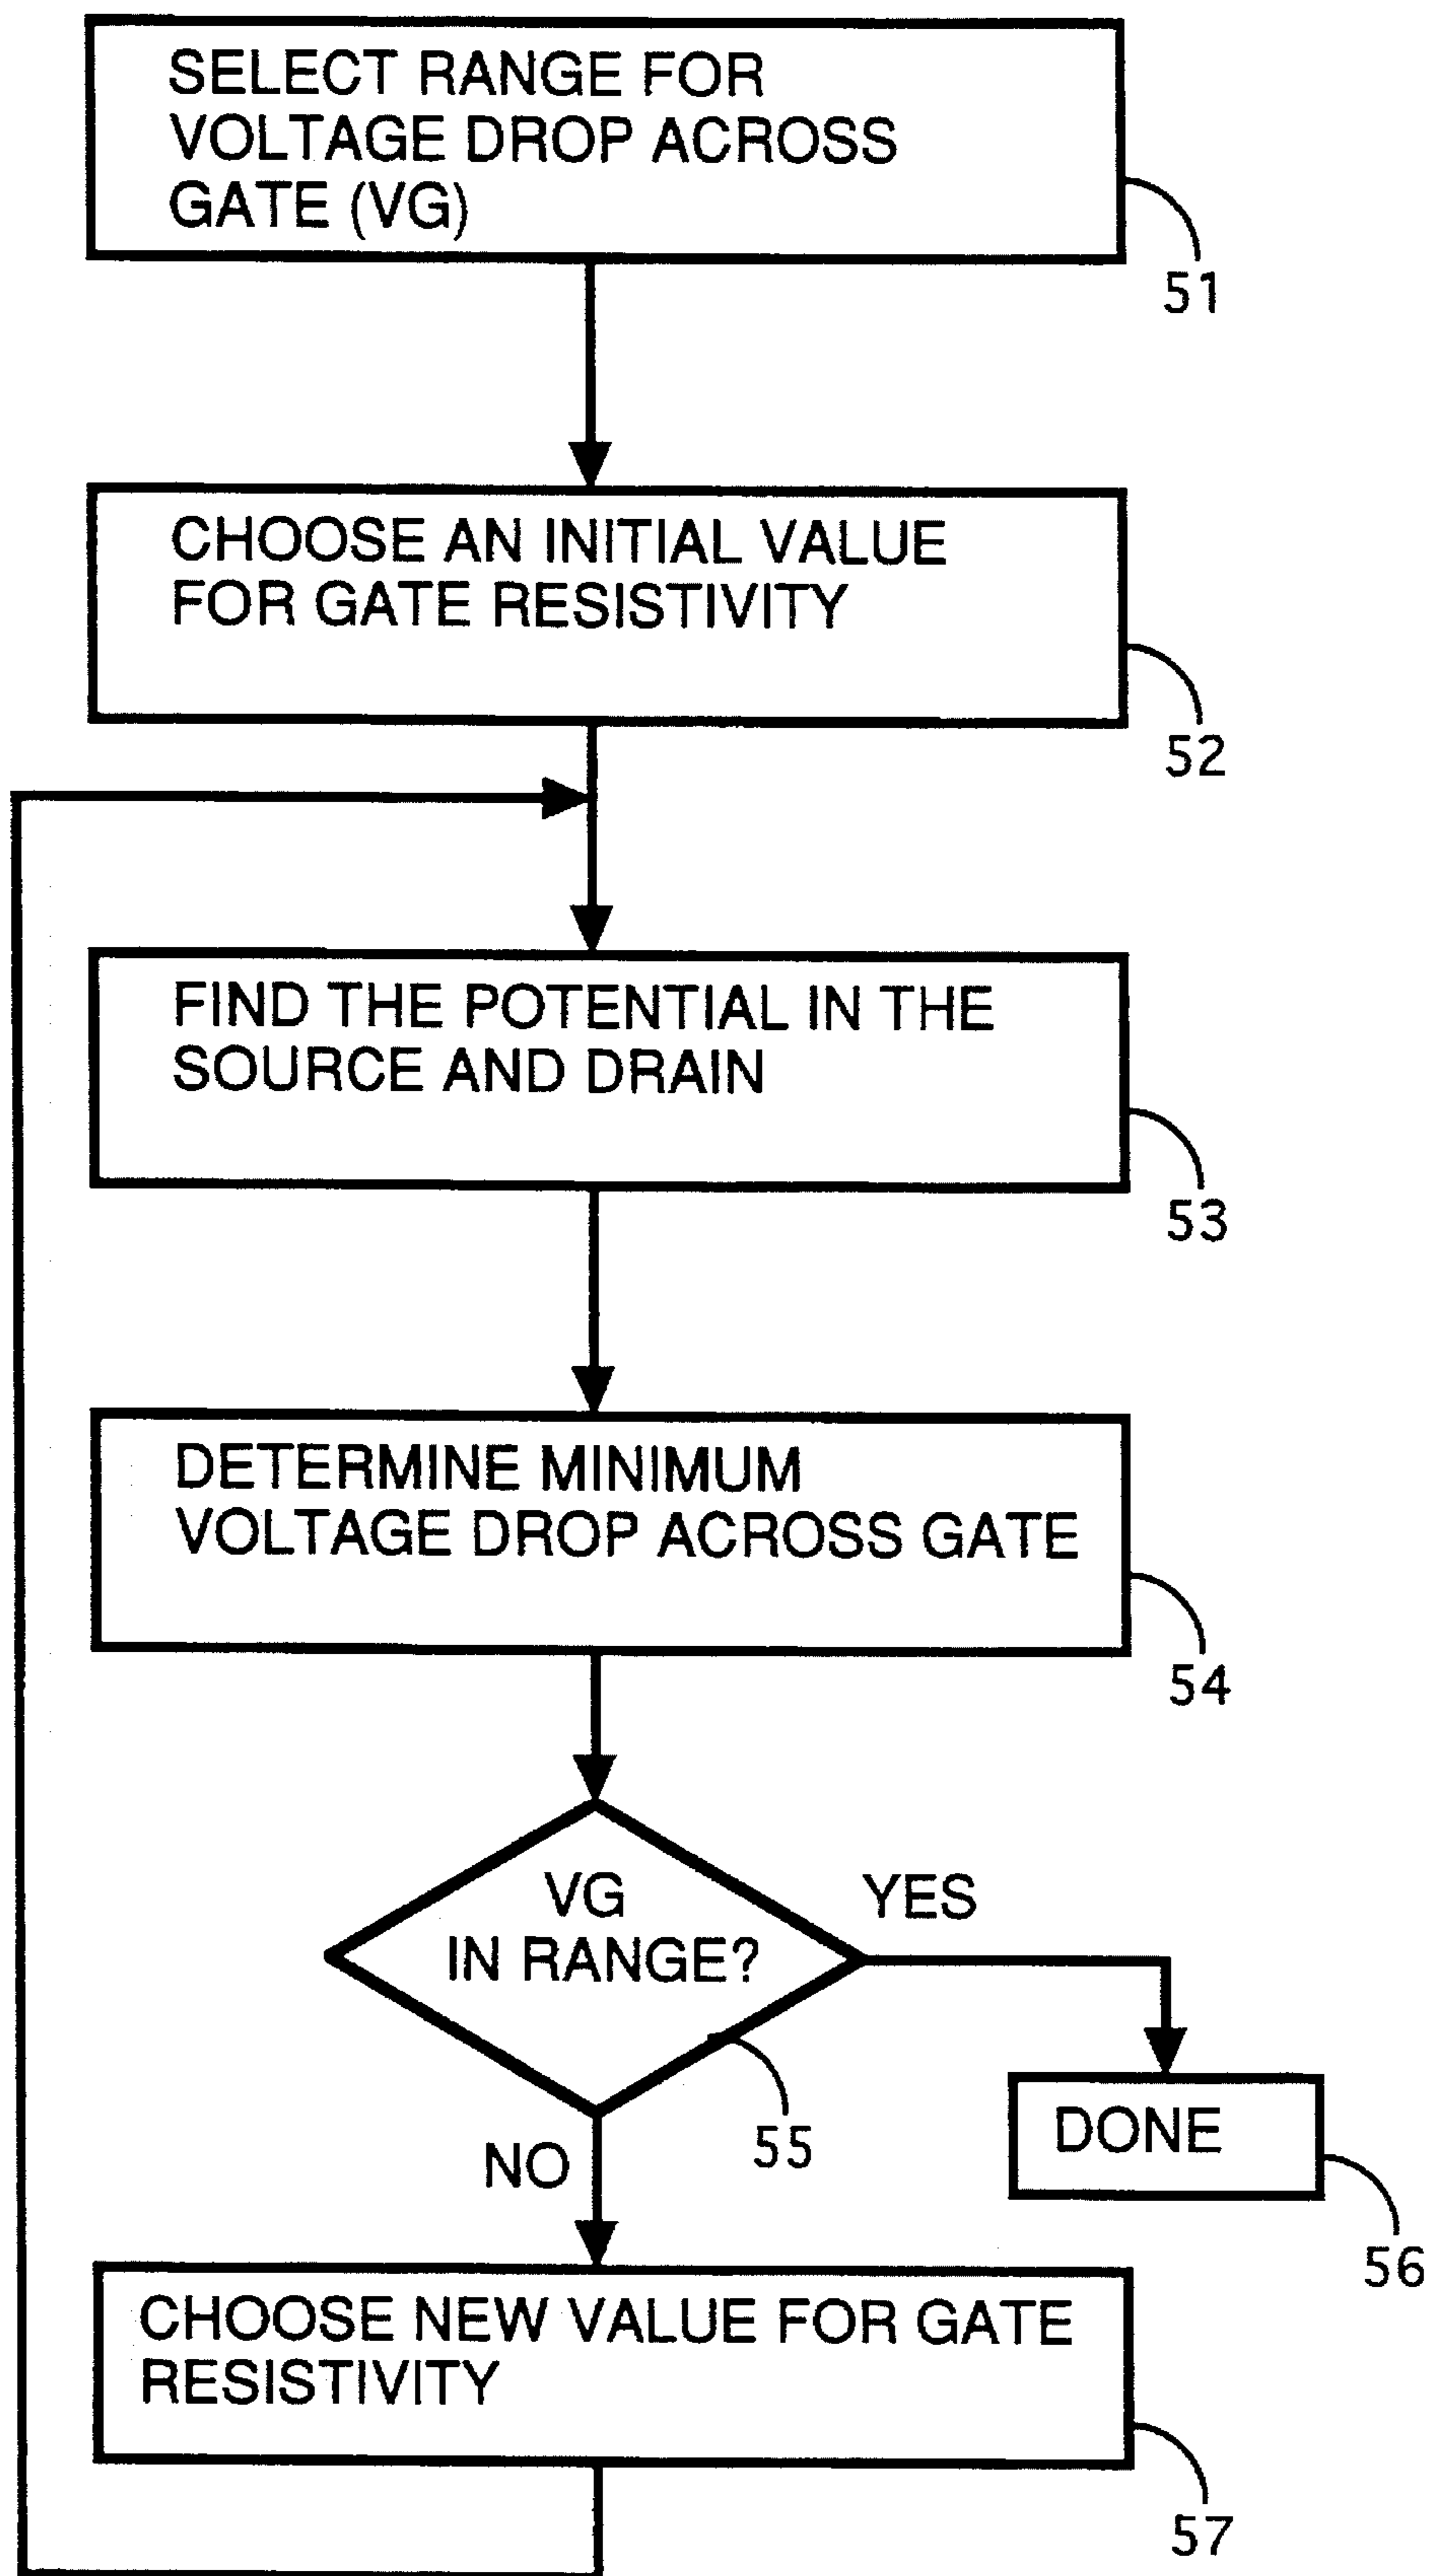 SELECT RANGE FOR
VOLTAGE DROP ACROSS
GATE (VG)
51
CHOOSE AN INITIAL VALUE
FOR GATE RESISTIVITY
52
FIND THE POTENTIAL IN THE
SOURCE AND DRAIN
53
DETERMINE MINIMUM
VOLTAGE DROP ACROSS GATE
54
VG
IN RANGE?
YES
55
DONE
56
NO
CHOOSE NEW VALUE FOR GATE
RESISTIVITY
57